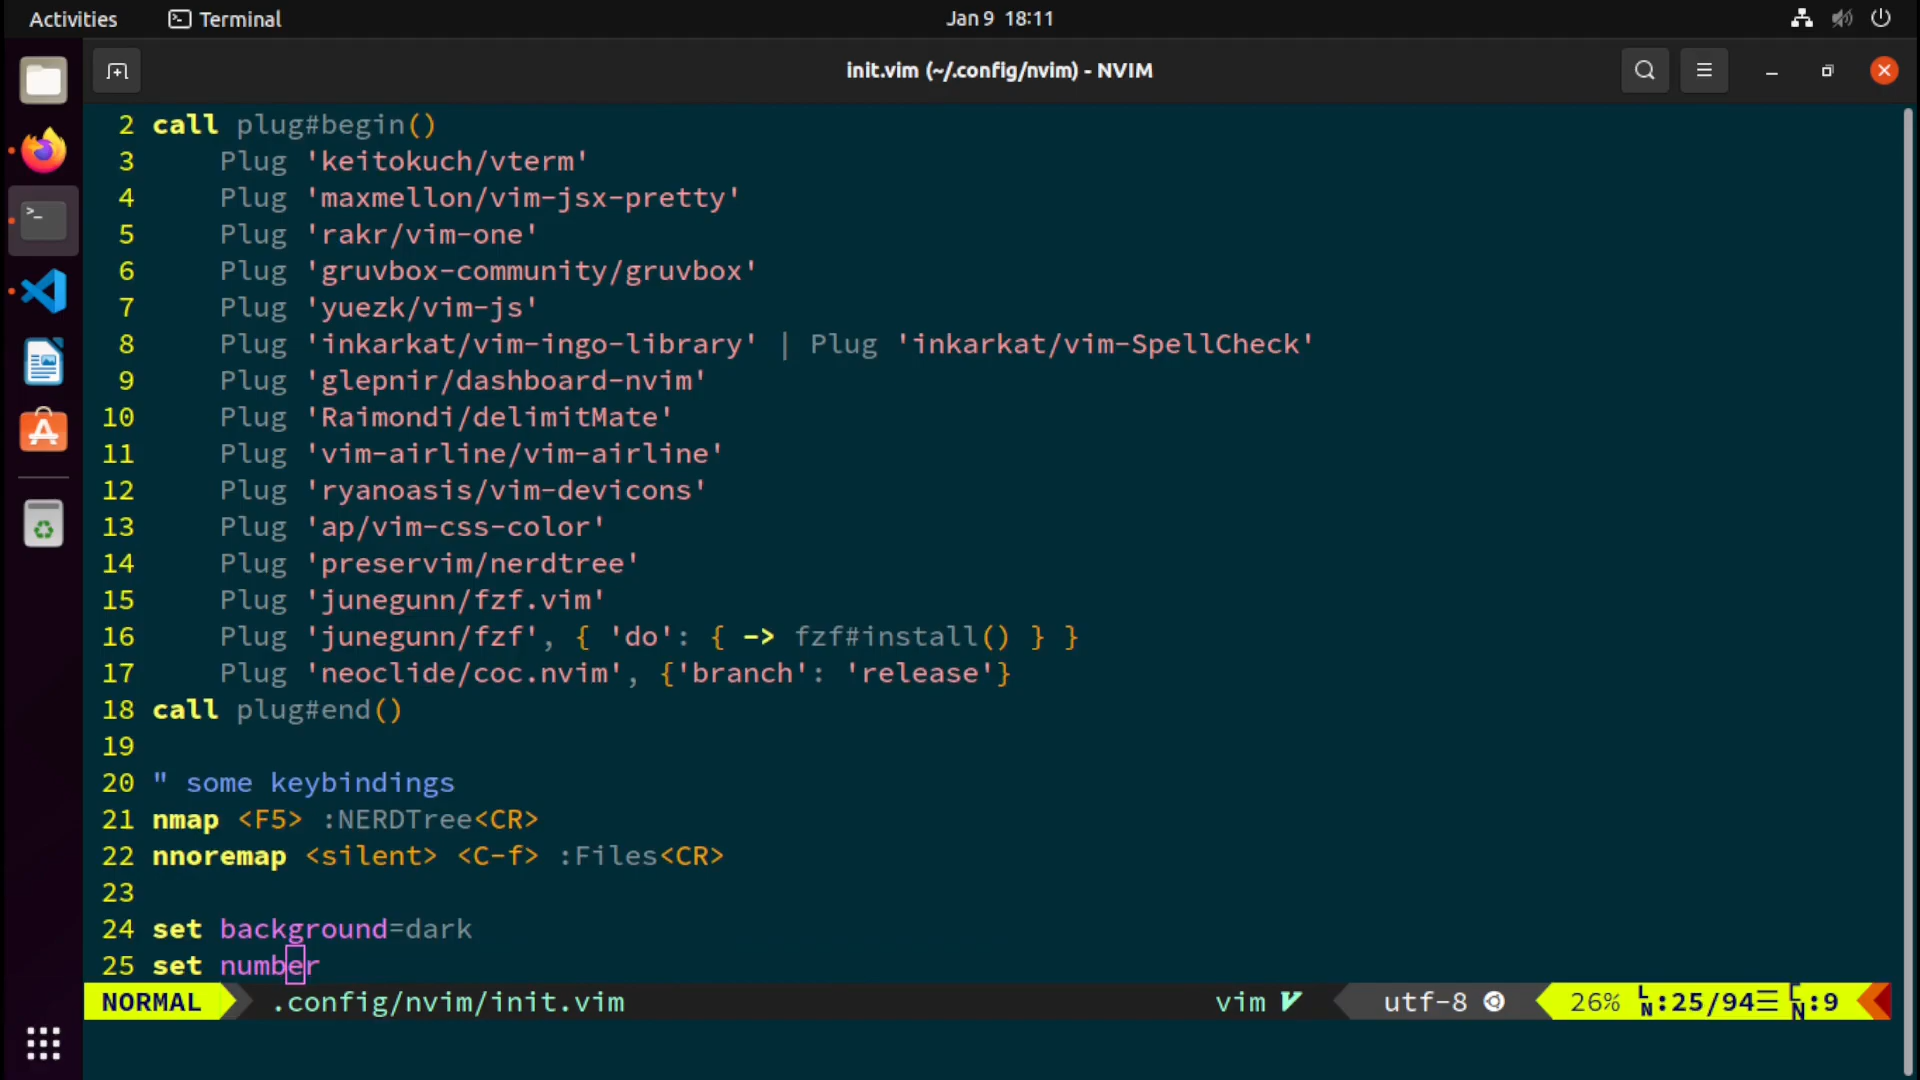 Activities Terminal Jan 9 18:11
init.vim (~/.config/nvim) - NVIM
2 call plug#begin()
3 Plug 'keitokuch/vterm'
4 Plug 'maxmellon/vim-jsx-pretty'
5 Plug 'rakr/vim-one'
6 Plug 'gruvbox-community/gruvbox'
7 Plug 'yuezk/vim-js'
8 Plug 'inkarkat/vim-ingo-library' | Plug 'inkarkat/vim-SpellCheck'
9 Plug 'glepnir/dashboard-nvim'
10 Plug 'Raimondi/delimitMate'
11 Plug 'vim-airline/vim-airline'
12 Plug 'ryanoasis/vim-devicons'
13 Plug 'ap/vim-css-color'
14 Plug 'preservim/nerdtree'
15 Plug 'junegunn/fzf.vim'
16 Plug 'junegunn/fzf', { 'do': { -> fzf#install() } }
17 Plug 'neoclide/coc.nvim', {'branch': 'release'}
18 call plug#end()
19
20 " some keybindings
21 nmap <F5> :NERDTree<CR>
22 nnoremap <silent> <C-f> :Files<CR>
23
24 set background=dark
25 set number
NORMAL .config/nvim/init.vim vim utf-8 26% LN:25/94☰ CN:9